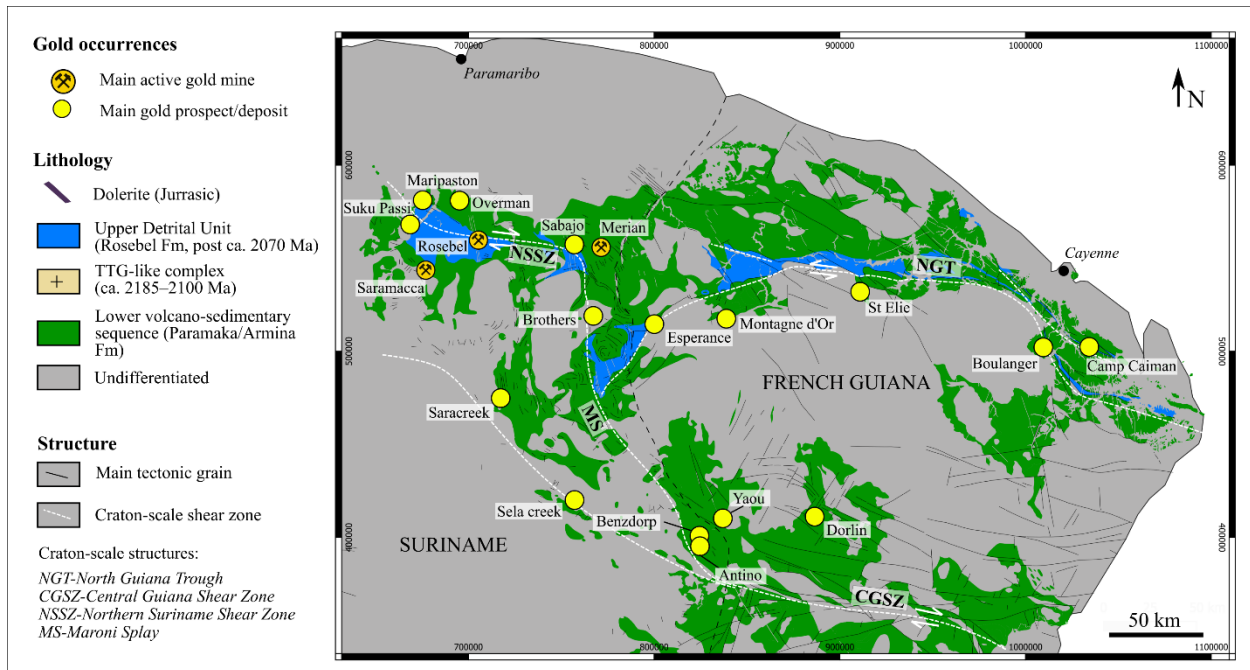 Gold occurrences
Main active gold mine
Main gold prospect/deposit
Lithology
Dolerite (Jurrasic)
Upper Detrital Unit
(Rosebel Fm, post ca. 2070 Ma)
TTG-like complex
(ca. 2185–2100 Ma)
Lower volcano-sedimentary
sequence (Paramaka/Armina
Fm)
Undifferentiated
Structure
Main tectonic grain
Craton-scale shear zone
Craton-scale structures:
NGT-North Guiana Trough
CGSZ-Central Guiana Shear Zone
NSSZ-Northern Suriname Shear Zone
MS-Maroni Splay
700000
800000
900000
1000000
1100000
Paramaribo
N
600000
600000
Maripaston
Overman
Suku Passi
Sabajo
Merian
Rosebel
NSSZ
NGT
Cayenne
Saramacca
St Elie
Brothers
Montagne d'Or
Esperance
500000
500000
Boulanger
Camp Caiman
FRENCH GUIANA
Saracreek
MS
Sela creek
Yaou
Benzdorp
Dorlin
400000
400000
SURINAME
Antino
CGSZ
50 km
700000
800000
900000
1000000
1100000